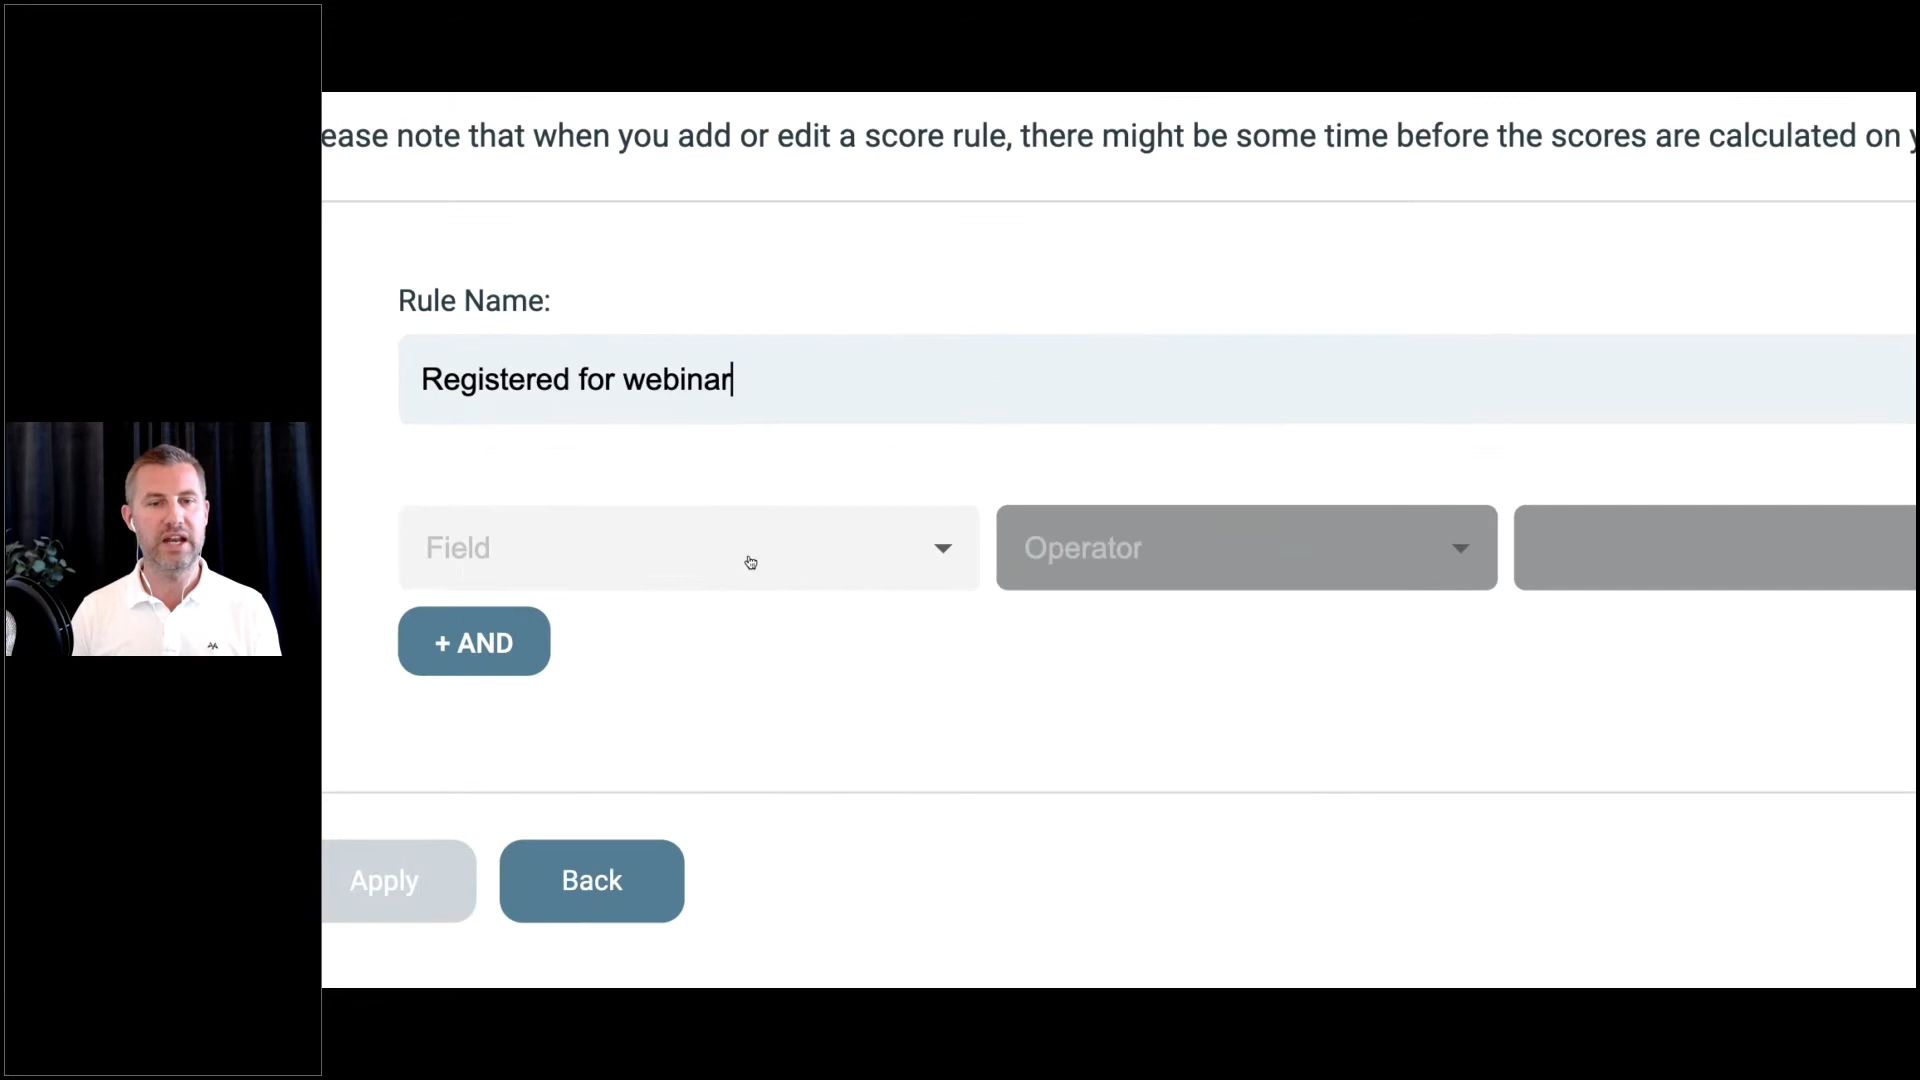 ease note that when you add or edit a score rule, there might be some time before the scores are calculated on y
Rule Name:
Registered for webinar
Field
Operator
+ AND
Apply
Back